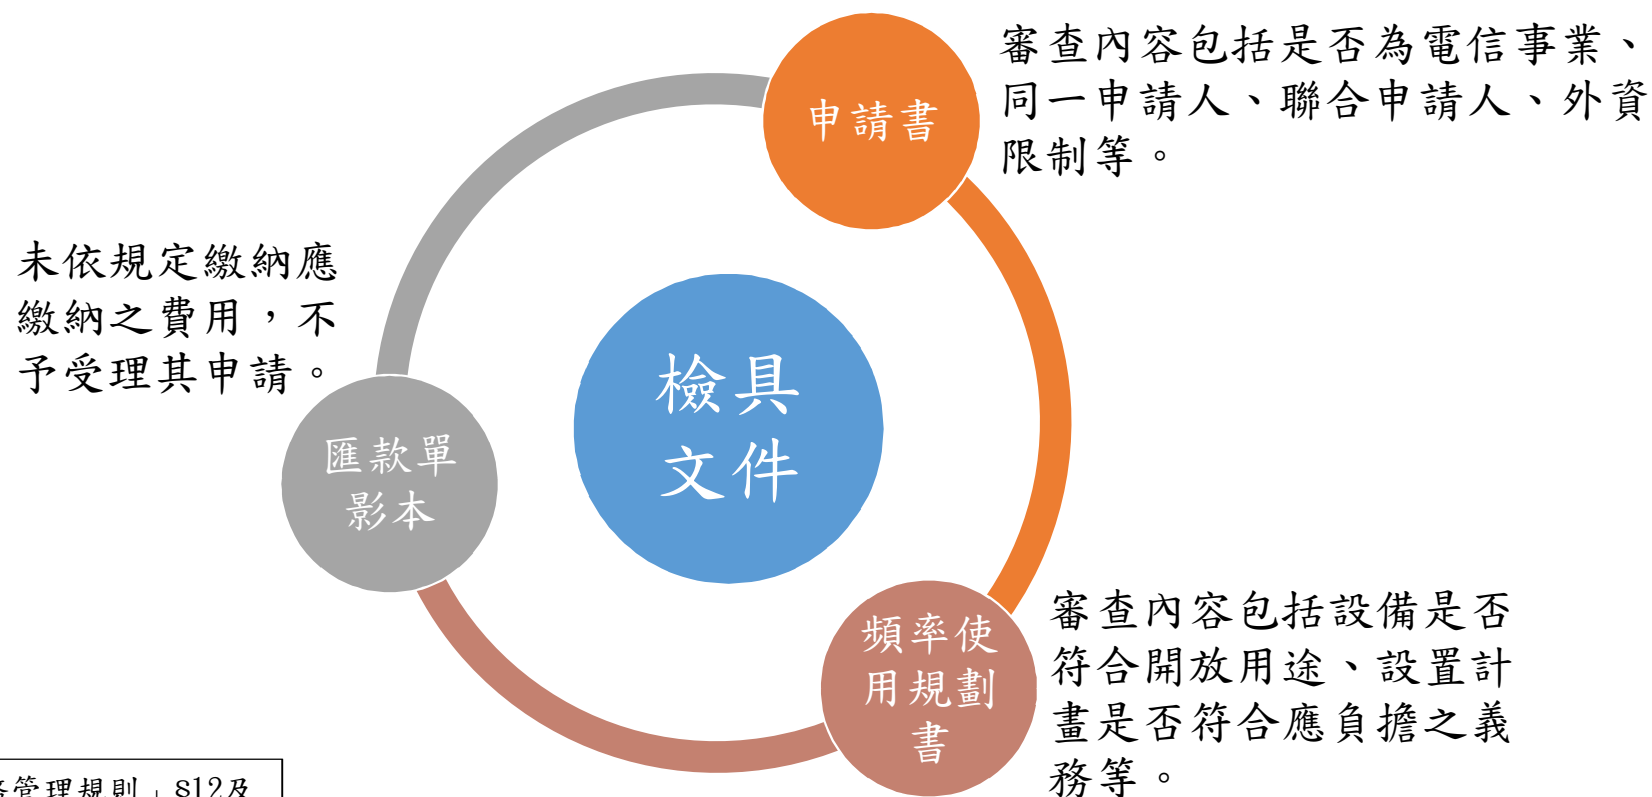 審查內容包括是否為電信事業、
同一申請人、聯合申請人、外資
限制等。
申請書
未依規定繳納應
繳納之費用，不
予受理其申請。
檢具
文件
匯款單
影本
頻率使
用規劃
書
審查內容包括設備是否
符合開放用途、設置計
畫是否符合應負擔之義
務等。
管理規則」§12及